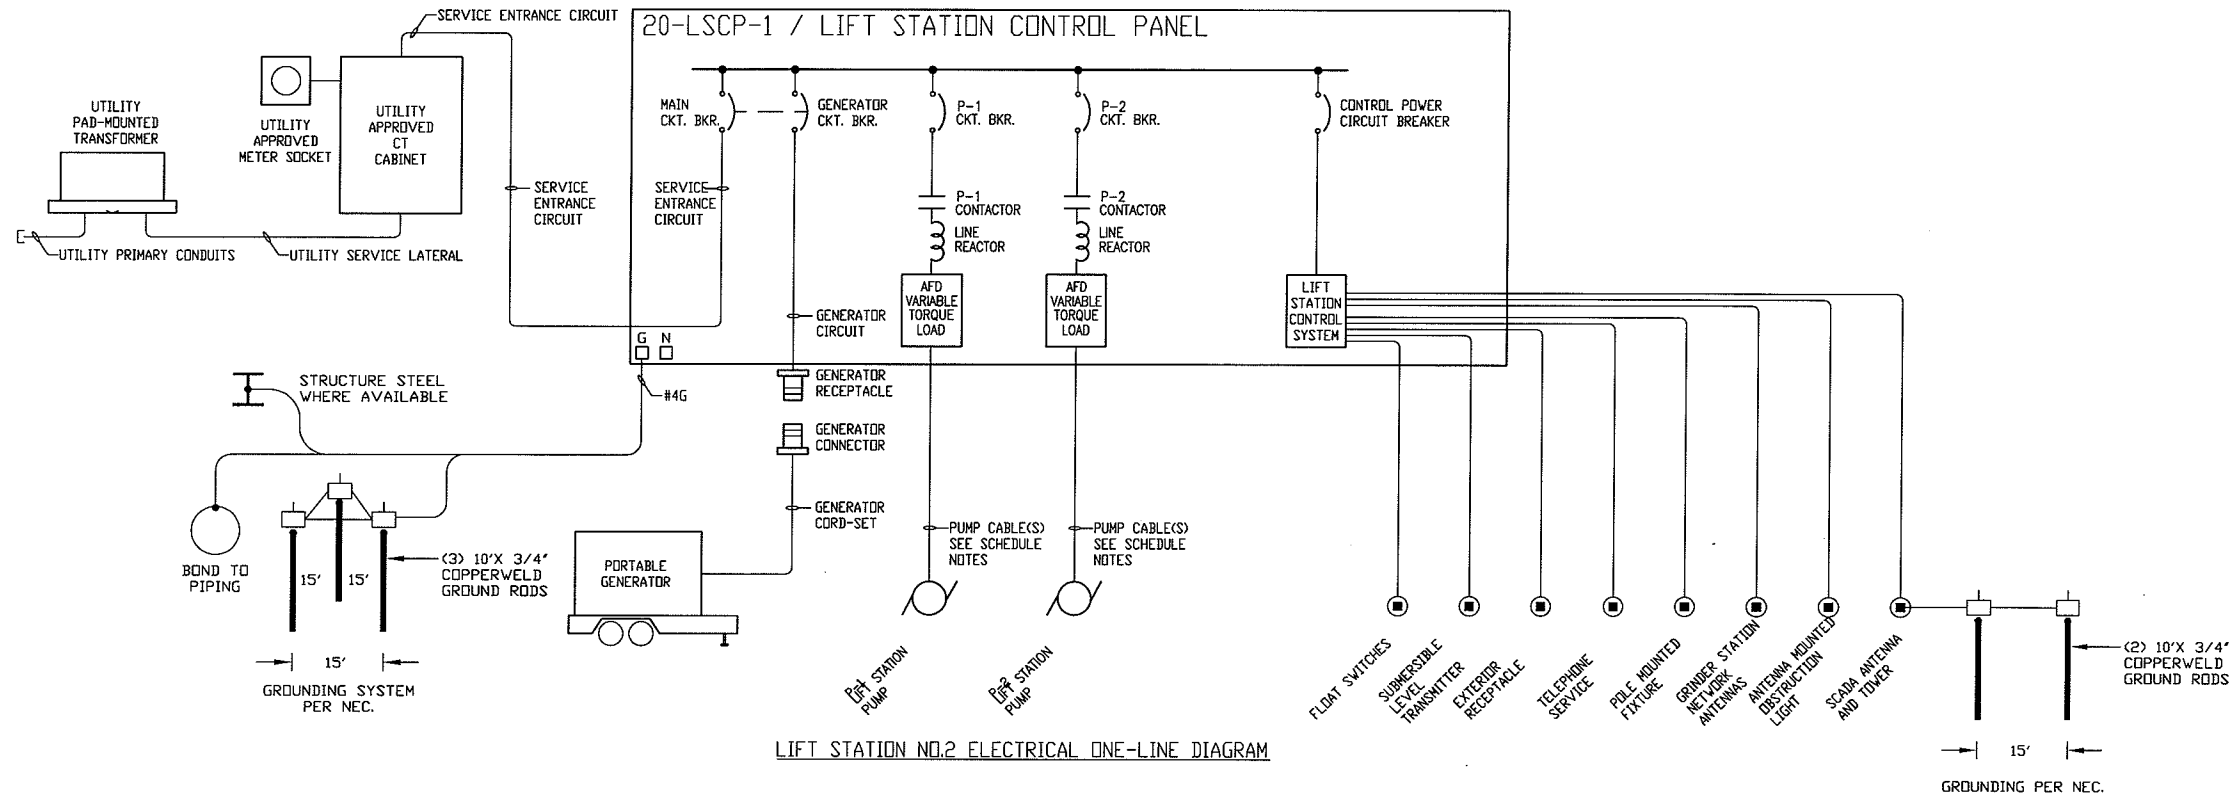 SERVICE ENTRANCE CIRCUIT
20-LSCP-1 / LIFT STATION CONTROL PANEL
UTILITY
PAD-MOUNTED
TRANSFORMER
UTILITY
APPROVED
METER SOCKET
UTILITY
APPROVED
CT
CABINET
MAIN
CKT. BKR.
GENERATOR
CKT. BKR.
P-1
CKT. BKR.
P-2
CKT. BKR.
CONTROL POWER
CIRCUIT BREAKER
SERVICE
ENTRANCE
CIRCUIT
SERVICE
ENTRANCE
CIRCUIT
P-1
CONTACTOR
P-2
CONTACTOR
LINE
REACTOR
LINE
REACTOR
UTILITY PRIMARY CONDUITS
UTILITY SERVICE LATERAL
AFD
VARIABLE
TORQUE
LOAD
AFD
VARIABLE
TORQUE
LOAD
LIFT
STATION
CONTROL
SYSTEM
GENERATOR
CIRCUIT
G N
#4G
GENERATOR
RECEPTACLE
GENERATOR
CONNECTOR
STRUCTURE STEEL
WHERE AVAILABLE
GENERATOR
CORD-SET
PUMP CABLE(S)
SEE SCHEDULE
NOTES
PUMP CABLE(S)
SEE SCHEDULE
NOTES
BOND TO
PIPING
15'
15'
(3) 10'X 3/4"
COPPERWELD
GROUND RODS
PORTABLE
GENERATOR
15'
GROUNDING SYSTEM
PER NEC.
P-1
LIFT STATION
PUMP
P-2
LIFT STATION
PUMP
FLOAT SWITCHES
SUBMERSIBLE
LEVEL
TRANSMITTER
EXTERIOR
RECEPTACLE
TELEPHONE
SERVICE
POLE MOUNTED
FIXTURE
GRINDER STATION
NETWORK
ANTENNAS
ANTENNA MOUNTED
OBSTRUCTION
LIGHT
SCADA ANTENNA
AND TOWER
(2) 10'X 3/4"
COPPERWELD
GROUND RODS
15'
GROUNDING PER NEC.
LIFT STATION NO.2 ELECTRICAL ONE-LINE DIAGRAM